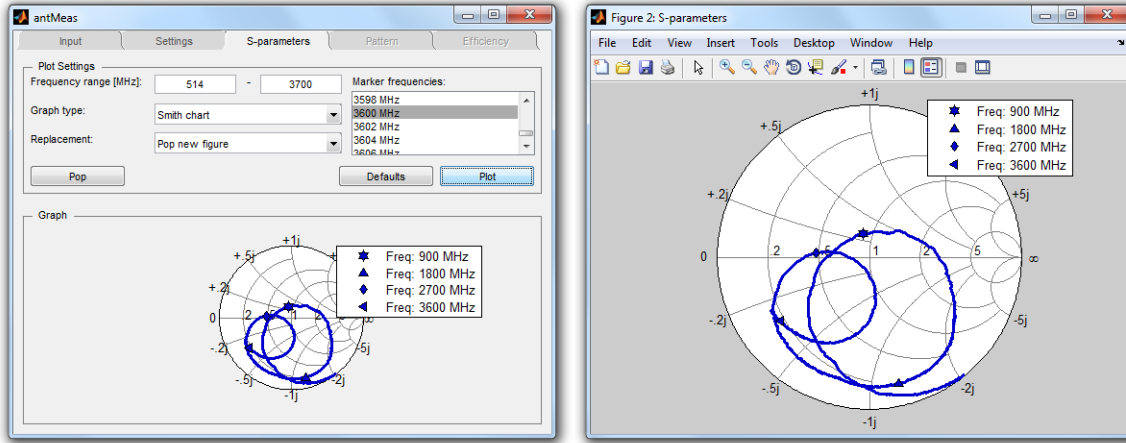 antMeas
Input Settings S-parameters Pattern Efficiency
Plot Settings
Frequency range [MHz]: 514 - 3700 Marker frequencies:
3598 MHz
3600 MHz
3602 MHz
3604 MHz
3606 MHz
Graph type: Smith chart
Replacement: Pop new figure
Pop Defaults Plot
Graph
+1j
+.5j
+.2j
0 .2 .5 1 2 5 ∞
-.2j
-.5j
-1j
-2j
-5j
Freq: 900 MHz
Freq: 1800 MHz
Freq: 2700 MHz
Freq: 3600 MHz
Figure 2: S-parameters
File Edit View Insert Tools Desktop Window Help
+1j
+.5j
+.2j +5j
0 .2 .5 1 2 5 ∞
-.2j -5j
-.5j -2j
-1j
Freq: 900 MHz
Freq: 1800 MHz
Freq: 2700 MHz
Freq: 3600 MHz